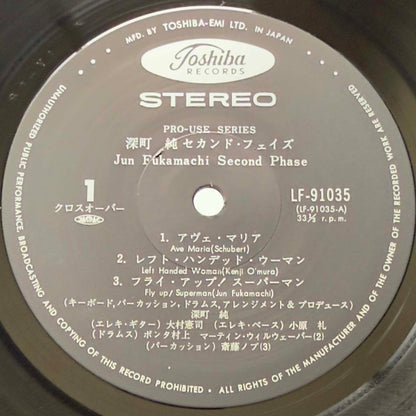 MFD. BY TOSHIBA-EMI LTD. IN JAPAN
Toshiba
RECORDS
STEREO
PRO-USE SERIES
深町 純 セカンド・フェイズ
Jun Fukamachi Second Phase
1
クロスオーバー
LF-91035
(LF-91035-A)
33⅓ r.p.m.
1. アヴェ・マリア
Ave Maria(Schubert)
2. レフト・ハンデッド・ウーマン
Left Handed Woman(Kenji Omura)
3. フライ・アップ!スーパーマン
Fly up! Superman(Jun Fukamachi)
(キーボード,パーカッション,ドラムス,アレンジメント&プロデュース)
深町 純
(エレキ・ギター) 大村憲司 (エレキ・ベース) 小原 礼
(ドラムス) ポンタ村上 マーティン・ウィルウェーバー(2)
(パーカッション) 斎藤ノブ(3)
UNAUTHORIZED PUBLIC PERFORMANCE, BROADCASTING AND COPYING OF THIS RECORD PROHIBITED • ALL RIGHTS OF THE MANUFACTURER AND OF THE OWNER OF THE RECORDED WORK RESERVED